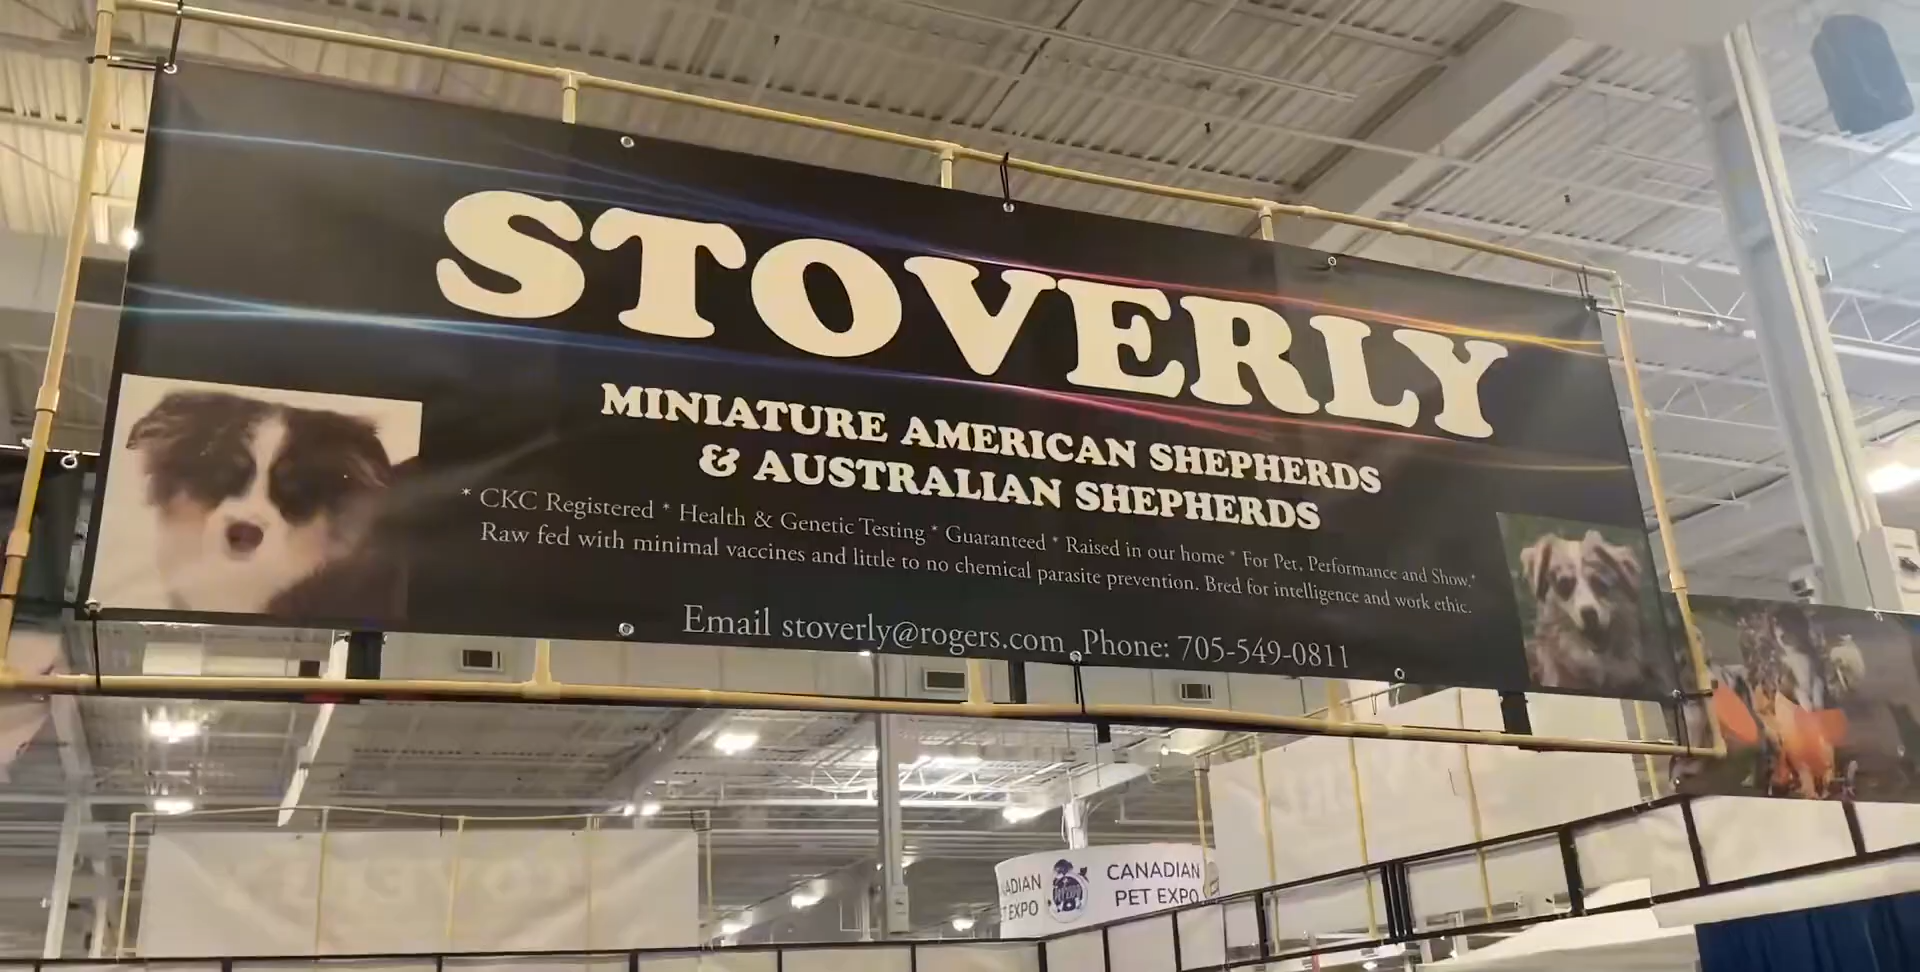 STOVERLY
MINIATURE AMERICAN SHEPHERDS
& AUSTRALIAN SHEPHERDS
* CKC Registered * Health & Genetic Testing * Guaranteed * Raised in our home * For Pet, Performance and Show.*
Raw fed with minimal vaccines and little to no chemical parasite prevention. Bred for intelligence and work ethic.
Email stoverly@rogers.com Phone: 705-549-0811
ADIAN
T EXPO
CANADIAN
PET EXPO